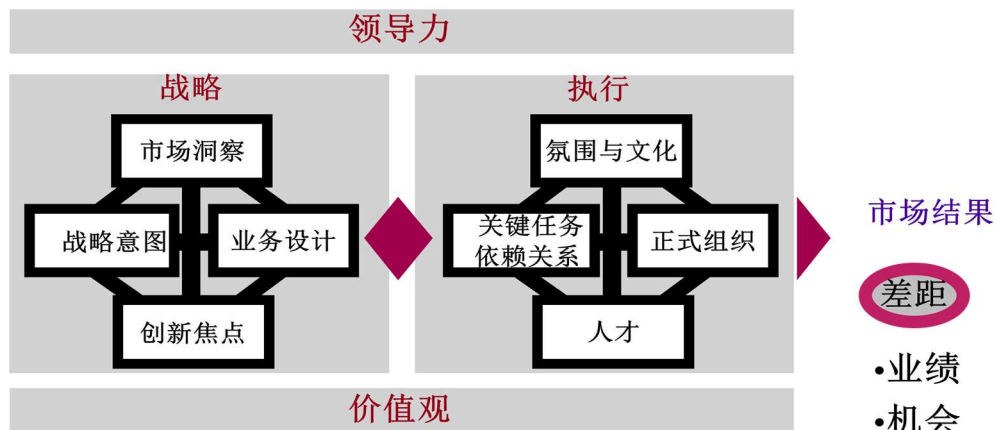 领导力
战略
市场洞察
战略意图
业务设计
创新焦点
执行
氛围与文化
关键任务
依赖关系
正式组织
人才
市场结果
差距
•业绩
•机会
价值观